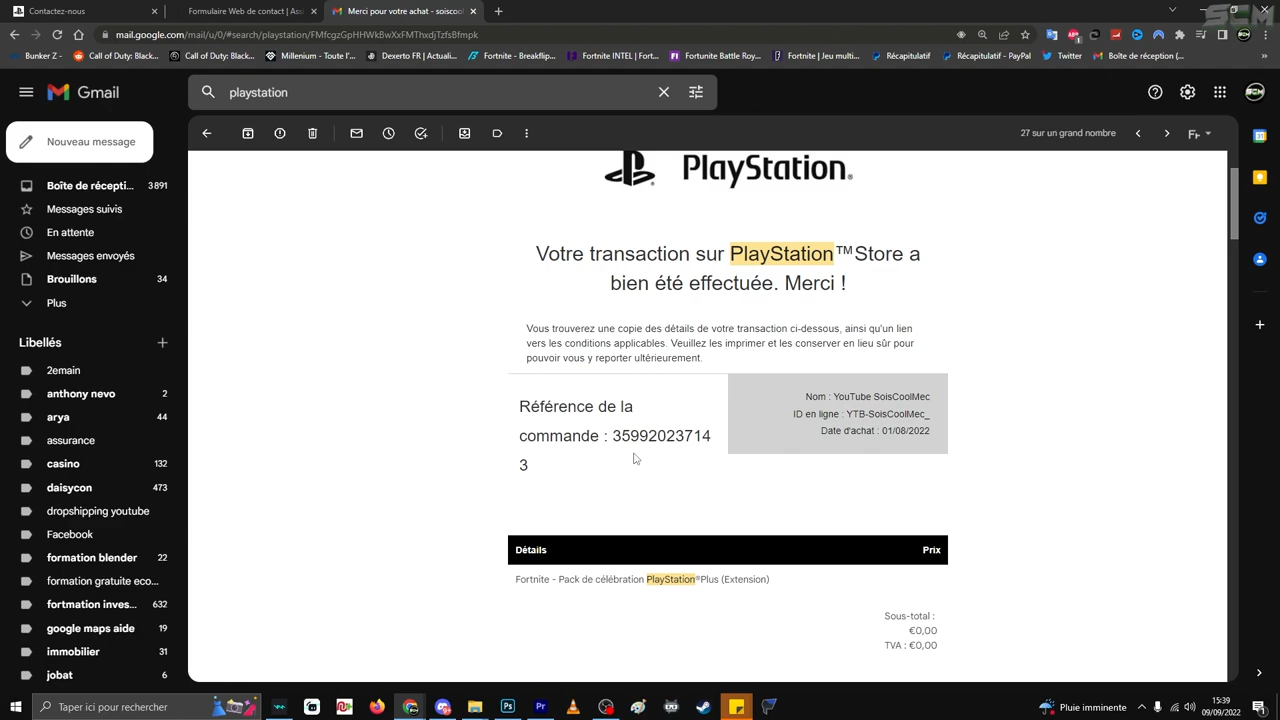 Contactez-nous
Formulaire Web de contact | Assis
Merci pour votre achat - soiscool
SCM
mail.google.com/mail/u/0/#search/playstation/FMfcgzGpHHWkBwXxFMThxdjTzfsBfmpk
Bunker Z -
Call of Duty: Black...
Call of Duty: Black...
Millenium - Toute l'i...
Dexerto FR | Actuali...
Fortnite - Breakflip...
Fortnite INTEL | Fort...
Fortunite Battle Roy...
Fortnite | Jeu multi...
Récapitulatif
Récapitulatif - PayPal
Twitter
Boîte de réception...
Gmail
playstation
Nouveau message
27 sur un grand nombre
Boîte de récepti... 3 891
Messages suivis
En attente
Messages envoyés
Brouillons 34
Plus
Libellés
2emain
anthony nevo 2
arya 44
assurance
casino 132
daisycon 473
dropshipping youtube
Facebook
formation blender 22
formation gratuite eco...
fortmation inves... 632
google maps aide 19
immobilier 31
jobat 6
PlayStation®
Votre transaction sur PlayStation™Store a
bien été effectuée. Merci !
Vous trouverez une copie des détails de votre transaction ci-dessous, ainsi qu'un lien
vers les conditions applicables. Veuillez les imprimer et les conserver en lieu sûr pour
pouvoir vous y reporter ultérieurement.
Référence de la
commande : 35992023714
3
Nom : YouTube SoisCoolMec
ID en ligne : YTB-SoisCoolMec_
Date d'achat : 01/08/2022
Détails Prix
Fortnite - Pack de célébration PlayStation®Plus (Extension)
Sous-total :
€0,00
TVA : €0,00
Taper ici pour rechercher
Pluie imminente
15:39
09/09/2022